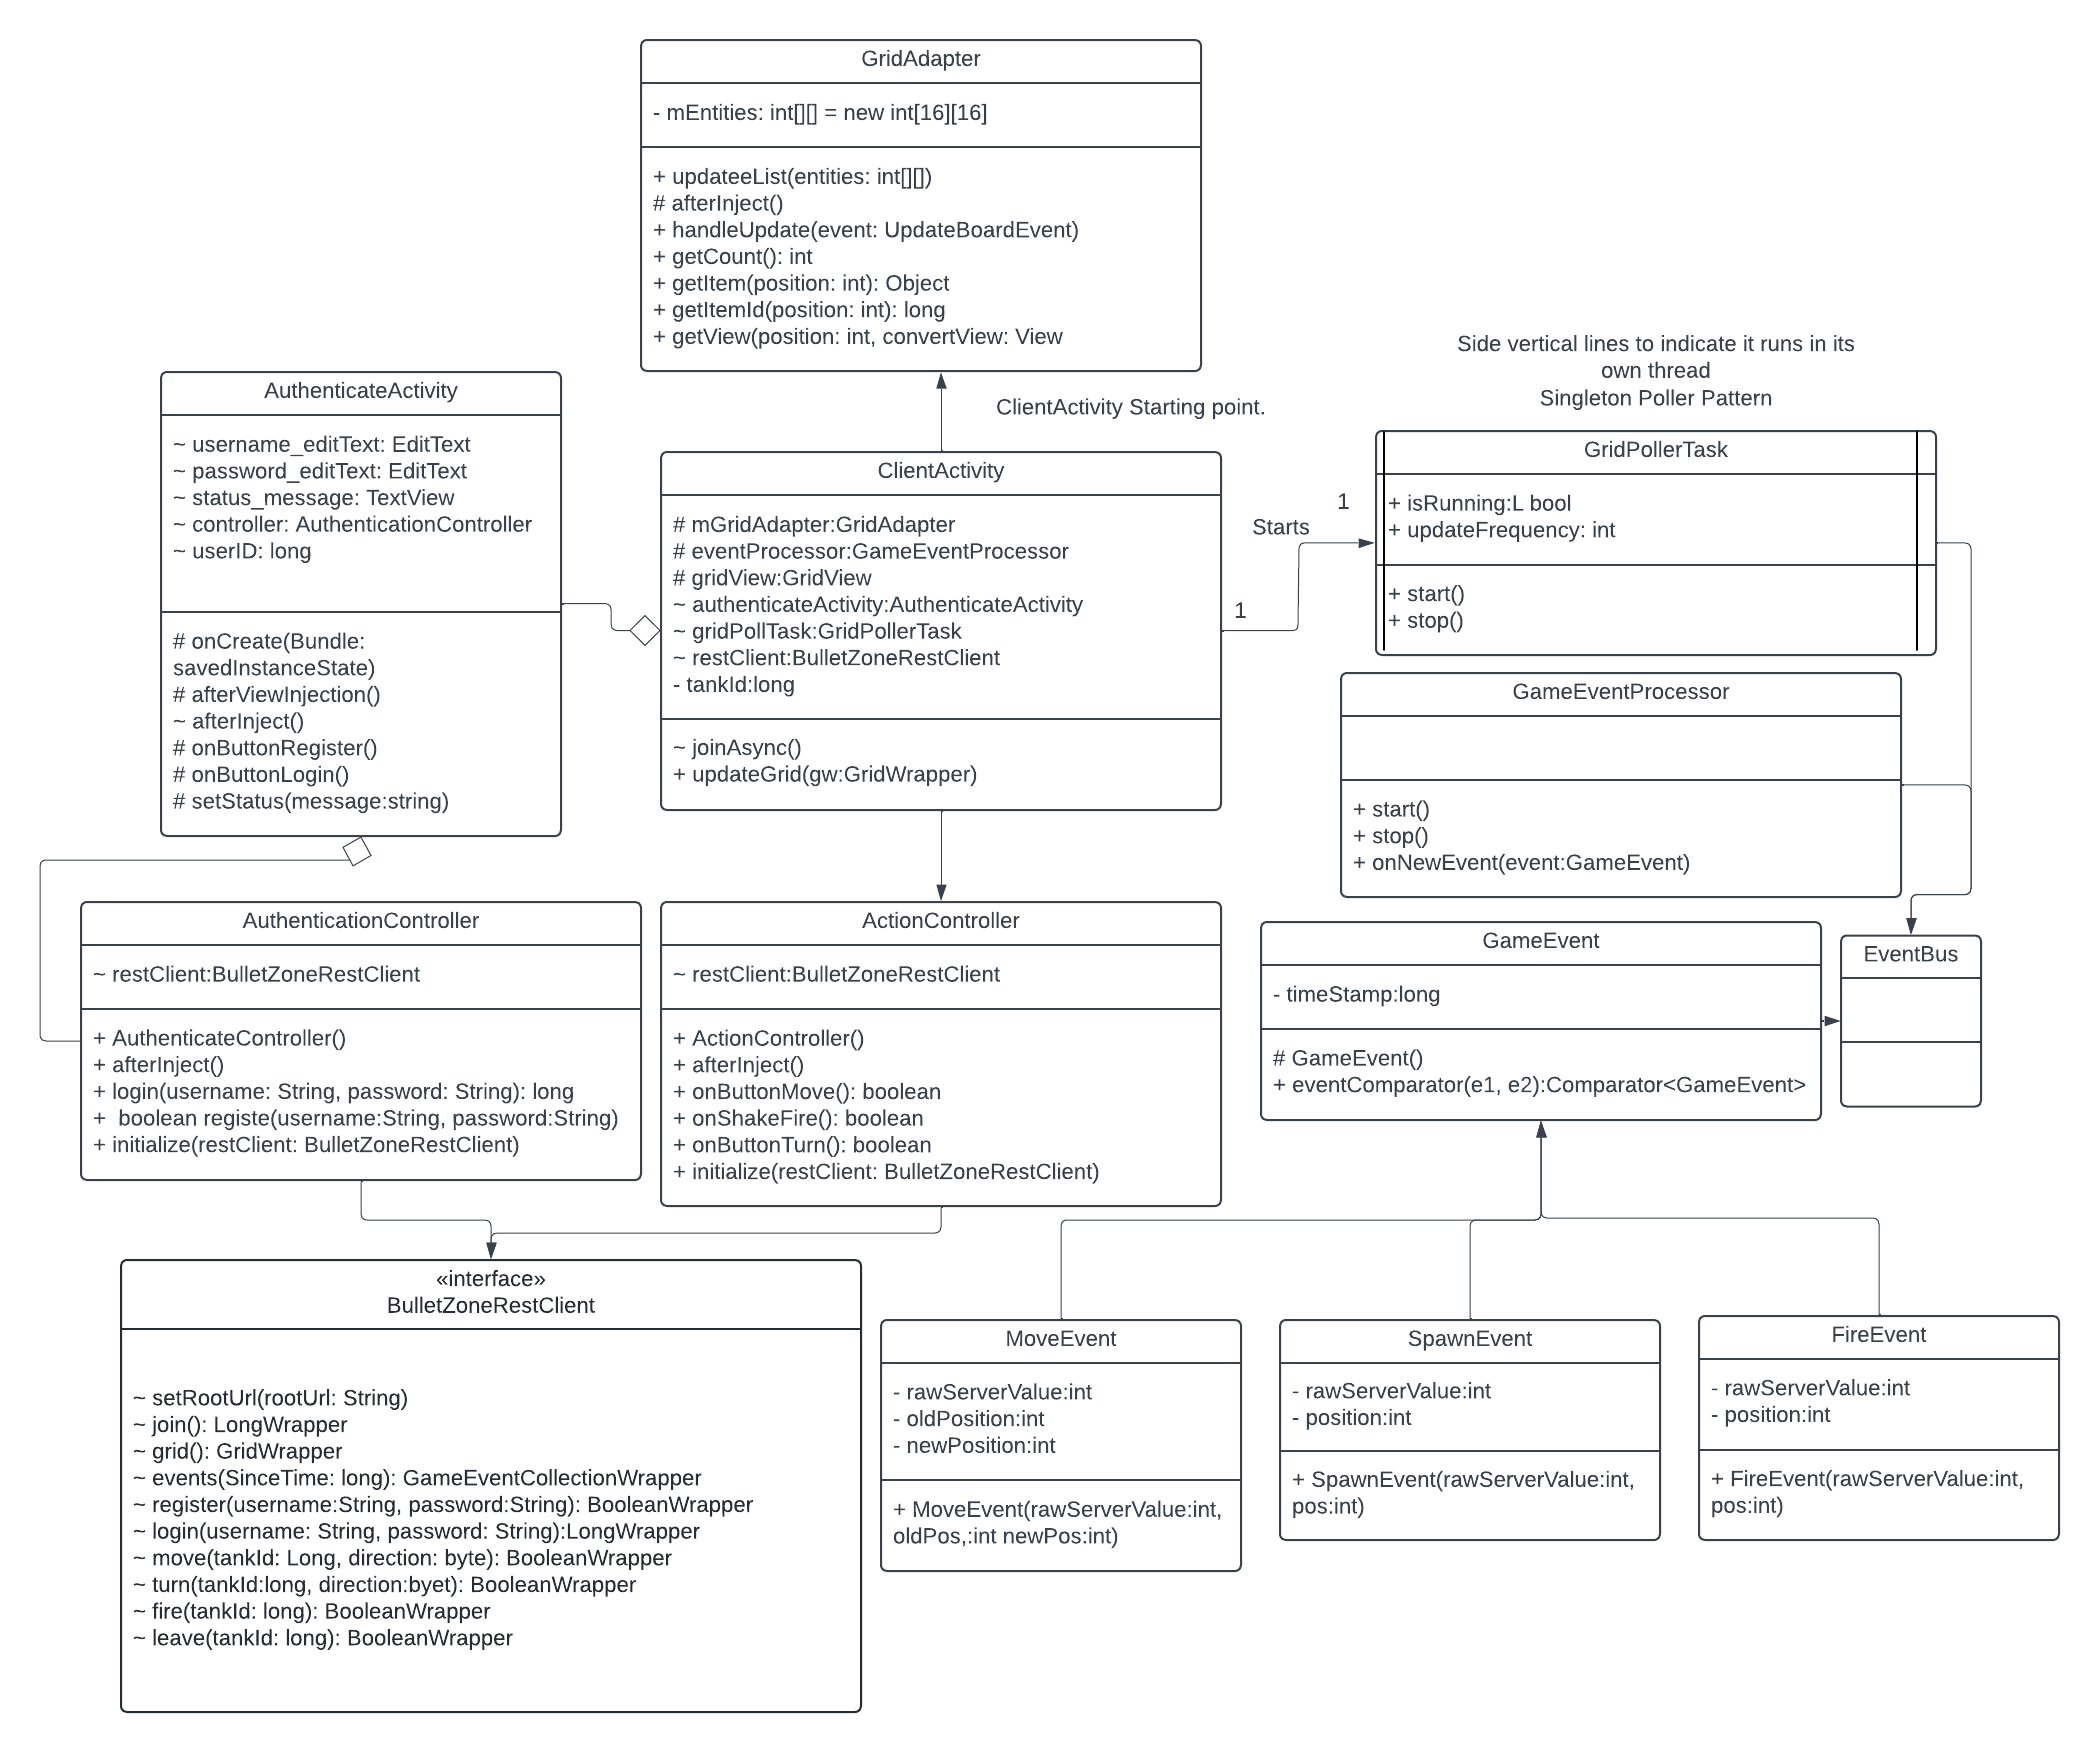 GridAdapter
- mEntities: int[][] = new int[16][16]
+ updateeList(entities: int[][])
# afterInject()
+ handleUpdate(event: UpdateBoardEvent)
+ getCount(): int
+ getItem(position: int): Object
+ getItemId(position: int): long
+ getView(position: int, convertView: View
Side vertical lines to indicate it runs in its
own thread
Singleton Poller Pattern
AuthenticateActivity
~ username_editText: EditText
~ password_editText: EditText
~ status_message: TextView
~ controller: AuthenticationController
~ userID: long
# onCreate(Bundle:
savedInstanceState)
# afterViewInjection()
~ afterInject()
# onButtonRegister()
# onButtonLogin()
# setStatus(message:string)
ClientActivity Starting point.
ClientActivity
# mGridAdapter:GridAdapter
# eventProcessor:GameEventProcessor
# gridView:GridView
~ authenticateActivity:AuthenticateActivity
~ gridPollTask:GridPollerTask
~ restClient:BulletZoneRestClient
- tankId:long
~ joinAsync()
+ updateGrid(gw:GridWrapper)
1
Starts
1
GridPollerTask
+ isRunning:L bool
+ updateFrequency: int
+ start()
+ stop()
GameEventProcessor
+ start()
+ stop()
+ onNewEvent(event:GameEvent)
AuthenticationController
~ restClient:BulletZoneRestClient
+ AuthenticateController()
+ afterInject()
+ login(username: String, password: String): long
+  boolean registe(username:String, password:String)
+ initialize(restClient: BulletZoneRestClient)
ActionController
~ restClient:BulletZoneRestClient
+ ActionController()
+ afterInject()
+ onButtonMove(): boolean
+ onShakeFire(): boolean
+ onButtonTurn(): boolean
+ initialize(restClient: BulletZoneRestClient)
GameEvent
- timeStamp:long
# GameEvent()
+ eventComparator(e1, e2):Comparator<GameEvent>
EventBus
«interface»
BulletZoneRestClient
~ setRootUrl(rootUrl: String)
~ join(): LongWrapper
~ grid(): GridWrapper
~ events(SinceTime: long): GameEventCollectionWrapper
~ register(username:String, password:String): BooleanWrapper
~ login(username: String, password: String):LongWrapper
~ move(tankId: Long, direction: byte): BooleanWrapper
~ turn(tankId:long, direction:byet): BooleanWrapper
~ fire(tankId: long): BooleanWrapper
~ leave(tankId: long): BooleanWrapper
MoveEvent
- rawServerValue:int
- oldPosition:int
- newPosition:int
+ MoveEvent(rawServerValue:int,
oldPos,:int newPos:int)
SpawnEvent
- rawServerValue:int
- position:int
+ SpawnEvent(rawServerValue:int,
pos:int)
FireEvent
- rawServerValue:int
- position:int
+ FireEvent(rawServerValue:int,
pos:int)